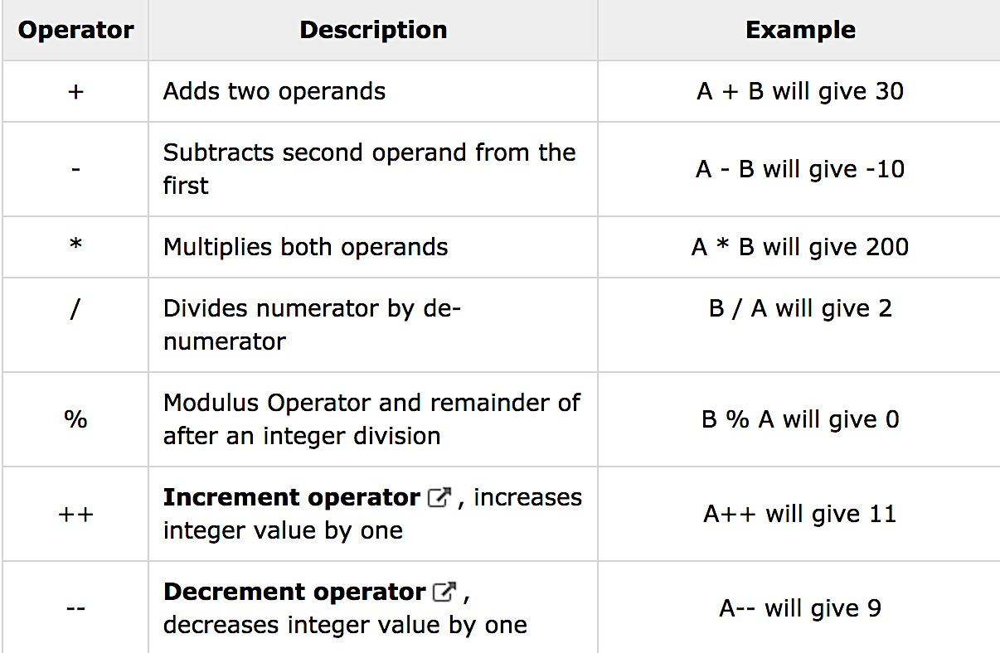 Operator Description Example
+ Adds two operands A + B will give 30
- Subtracts second operand from the
first A - B will give -10
* Multiplies both operands A * B will give 200
/ Divides numerator by de- B / A will give 2
numerator
% Modulus Operator and remainder of
after an integer division B % A will give 0
++ Increment operator , increases
integer value by one A++ will give 11
-- Decrement operator ,
decreases integer value by one A-- will give 9